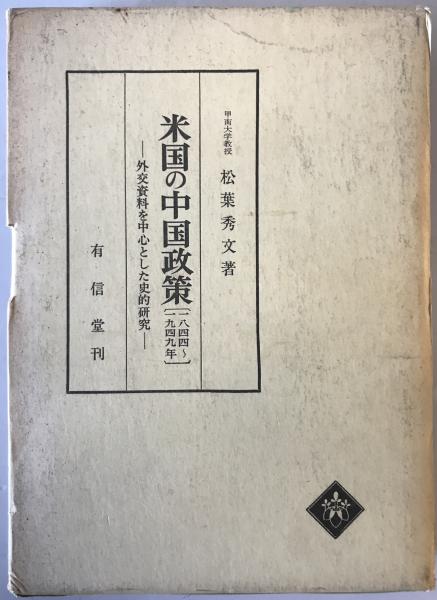 甲南大学教授 松葉秀文著
米国の中国政策〔一八四四~一九四九年〕
―外交資料を中心とした史的研究―
有信堂刊